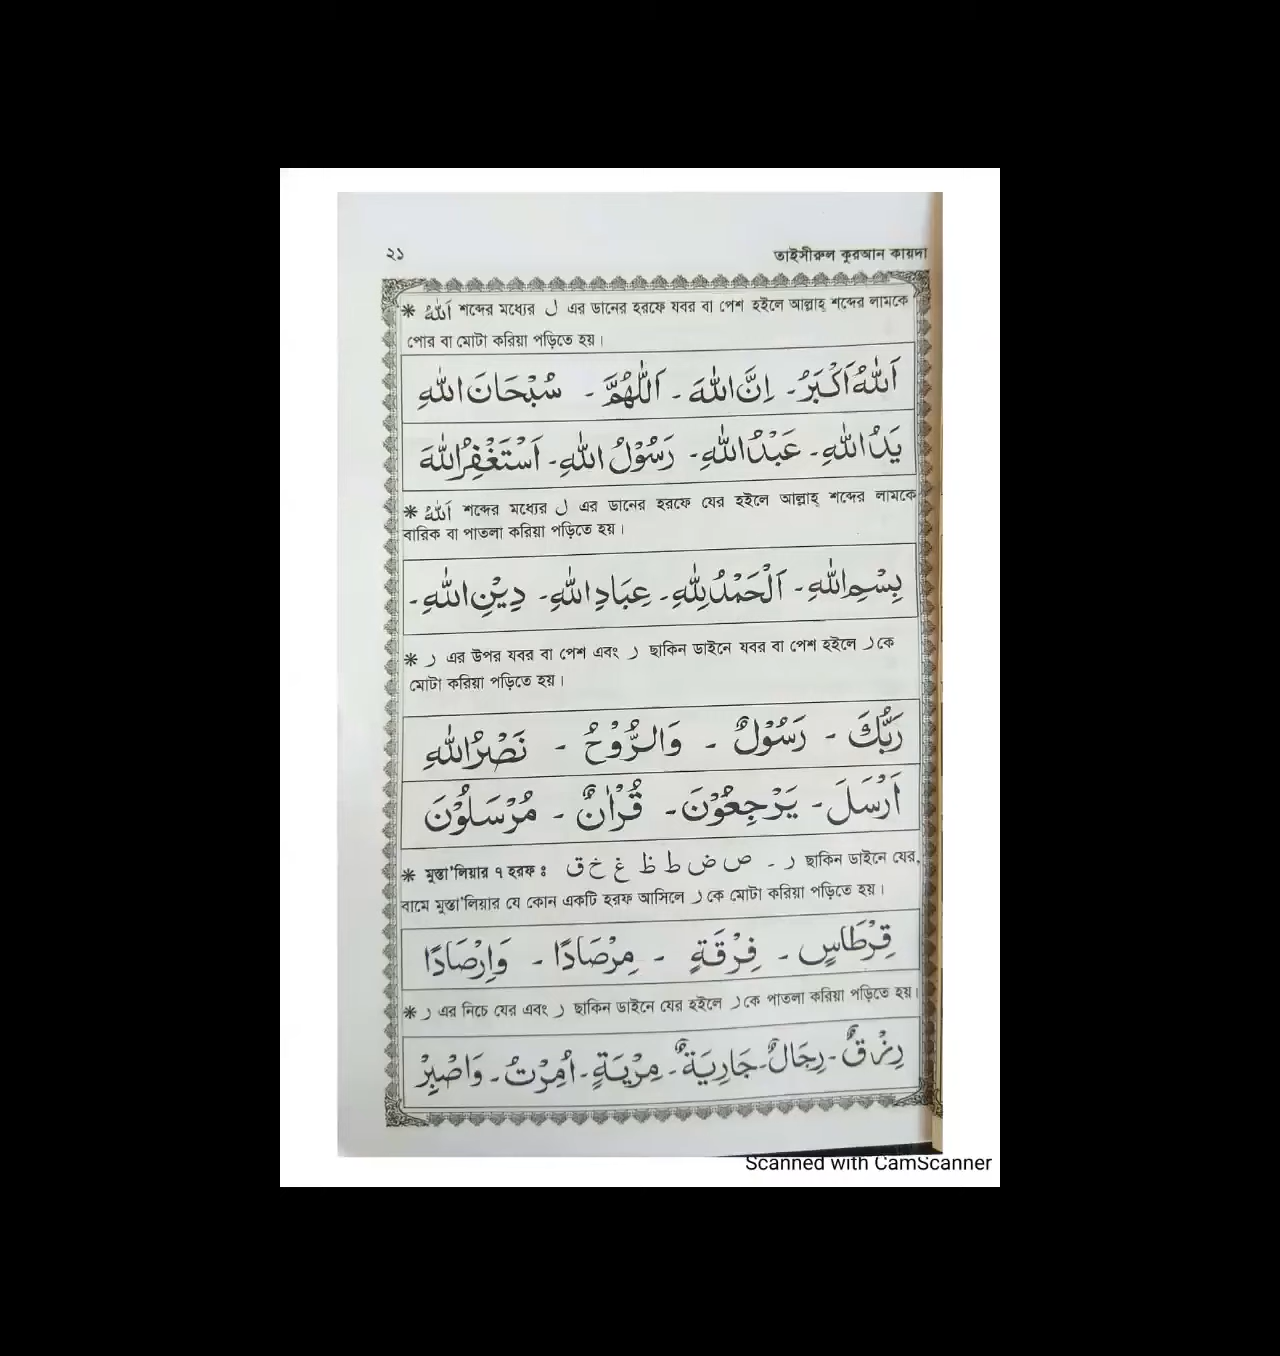 ২১
তাইসীরুল কুরআন কায়দা
* اَللّٰهُ শব্দের মধ্যের ل এর ডানের হরফে যবর বা পেশ হইলে আল্লাহ্ শব্দের লামকে
পোর বা মোটা করিয়া পড়িতে হয়।
اَللّٰهُ اَكْبَرُ - اِنَّ اللّٰهَ - اَللّٰهُمَّ - سُبْحَانَ اللّٰهِ
يَدُ اللّٰهِ - عَبْدُ اللّٰهِ - رَسُوْلُ اللّٰهِ - اَسْتَغْفِرُ اللّٰهَ
* اَللّٰهُ শব্দের মধ্যের ل এর ডানের হরফে যের হইলে আল্লাহ্ শব্দের লামকে
বারিক বা পাতলা করিয়া পড়িতে হয়।
بِسْمِ اللّٰهِ - اَلْحَمْدُ لِلّٰهِ - عِبَادِ اللّٰهِ - دِيْنِ اللّٰهِ -
* ر এর উপর যবর বা পেশ এবং ر ছাকিন ডাইনে যবর বা পেশ হইলে ر কে
মোটা করিয়া পড়িতে হয়।
رَبُّكَ - رَسُوْلٌ - وَالرُّوْحُ - نَصْرُ اللّٰهِ
اَرْسَلَ - يَرْجِعُوْنَ - قُرْاٰنٌ - مُرْسَلُوْنَ
* মুস্তা'লিয়ার ৭ হরফ ঃ ص ض ط ظ غ خ ق - ر ছাকিন ডাইনে যের,
বামে মুস্তা'লিয়ার যে কোন একটি হরফ আসিলে ر কে মোটা করিয়া পড়িতে হয়।
قِرْطَاسٍ - فِرْقَةٍ - مِرْصَادًا - وَاِرْصَادًا
* ر এর নিচে যের এবং ر ছাকিন ডাইনে যের হইলে ر কে পাতলা করিয়া পড়িতে হয়।
رِزْقٌ - رِجَالٌ - جَارِيَةٌ - مِرْيَةٍ - اُمِرْتُ - وَاصْبِرْ
Scanned with CamScanner